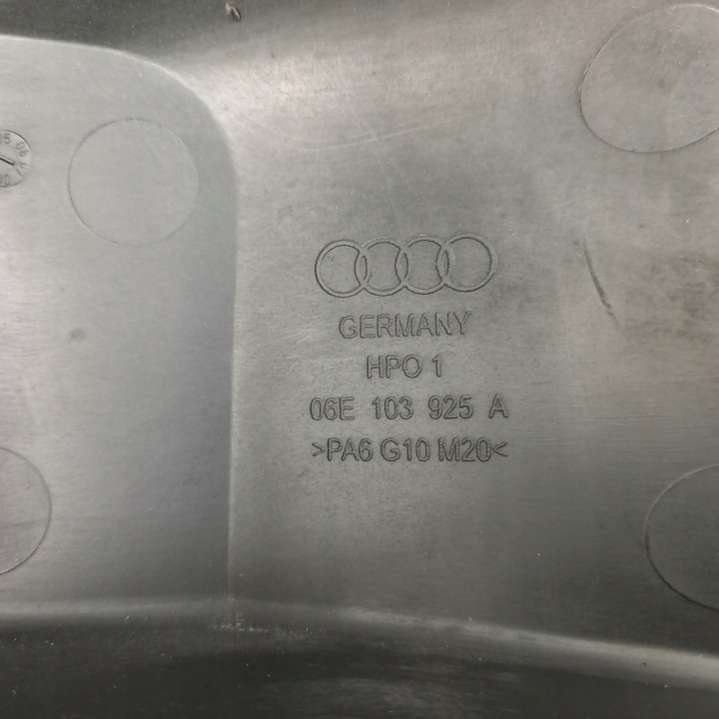 GERMANY
HPO 1
06E 103 925 A
>PA6 G10 M20<